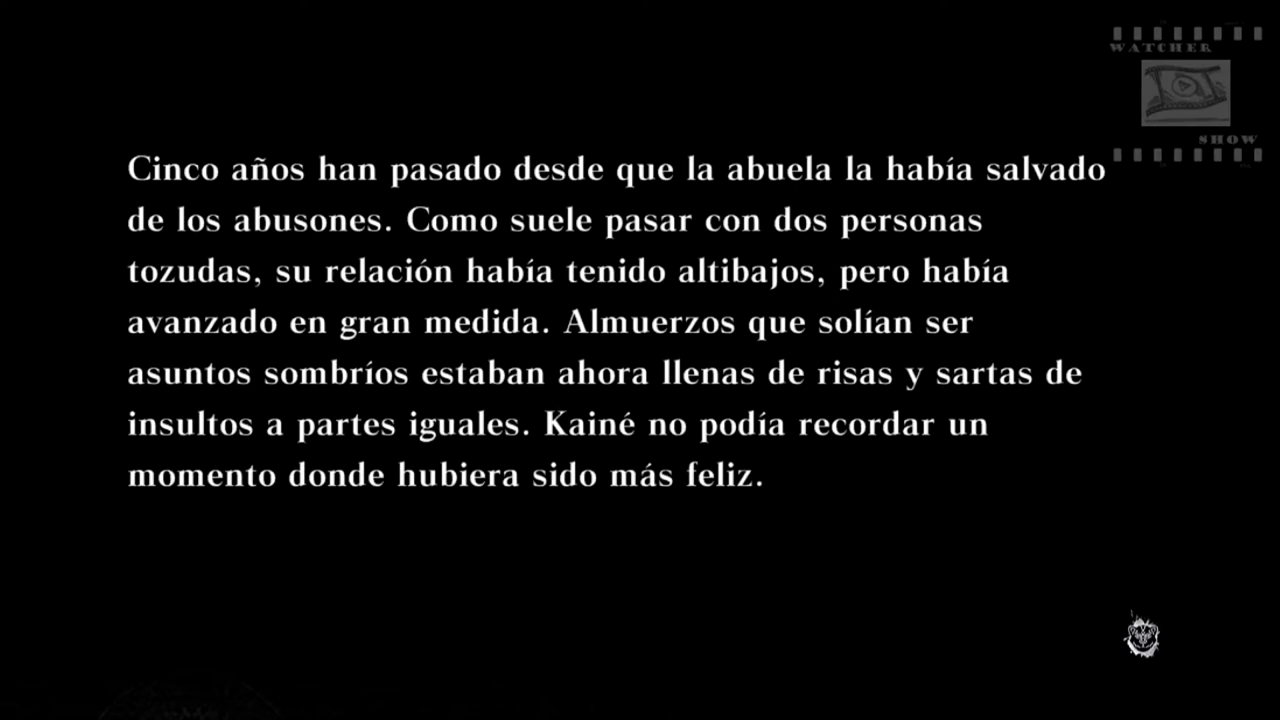 WATCHER
SHOW
Cinco años han pasado desde que la abuela la había salvado
de los abusones. Como suele pasar con dos personas
tozudas, su relación había tenido altibajos, pero había
avanzado en gran medida. Almuerzos que solían ser
asuntos sombríos estaban ahora llenas de risas y sartas de
insultos a partes iguales. Kainé no podía recordar un
momento donde hubiera sido más feliz.